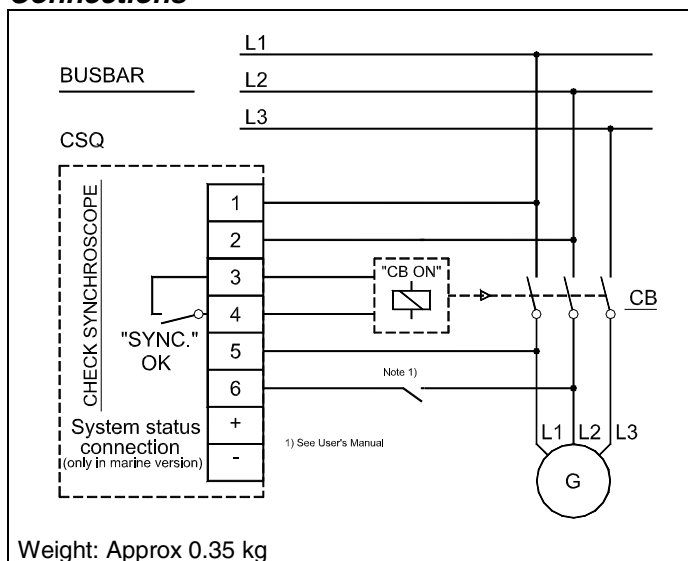 Connections
L1
BUSBAR
L2
L3
CSQ
CHECK SYNCHROSCOPE
1
2
3
"CB ON"
4
CB
"SYNC."
OK
5
6
Note 1)
System status
connection
(only in marine version)
+
-
1) See User's Manual
L1 L2 L3
G
Weight: Approx 0.35 kg